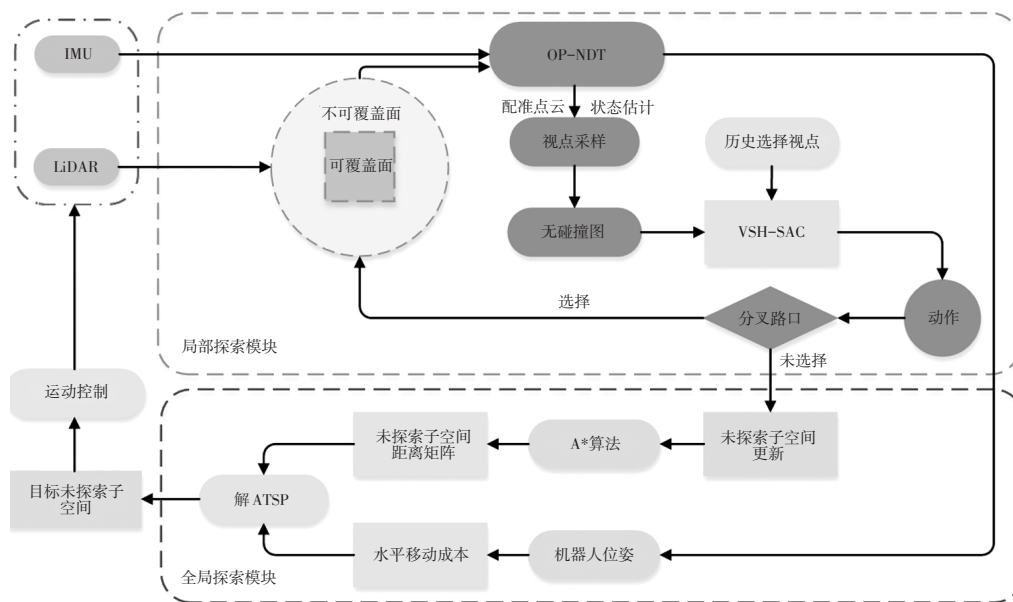 IMU
OP-NDT
不可覆盖面
配准点云
状态估计
LiDAR
可覆盖面
视点采样
历史选择视点
无碰撞图
VSH-SAC
选择
分叉路口
动作
局部探索模块
未选择
运动控制
未探索子空间
距离矩阵
A*算法
未探索子空间
更新
目标未探索子
空间
解 ATSP
水平移动成本
机器人位姿
全局探索模块